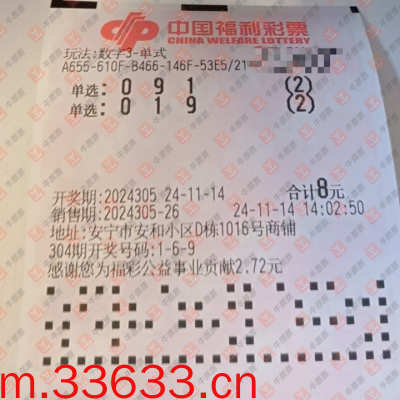 中国福利彩票
CHINA WELFARE LOTTERY
玩法:数字3-单式
A655-610F-B466-146F-53E5/21
单选: 0 9 1 (2)
单选: 0 1 9 (2)
开奖期:2024305 24-11-14 合计8元
销售期:2024305-26 24-11-14 14:02:50
地址:安宁市安和小区D栋1016号商铺
304期开奖号码:1-6-9
感谢您为福彩公益事业贡献2.72元
m.33633.cn